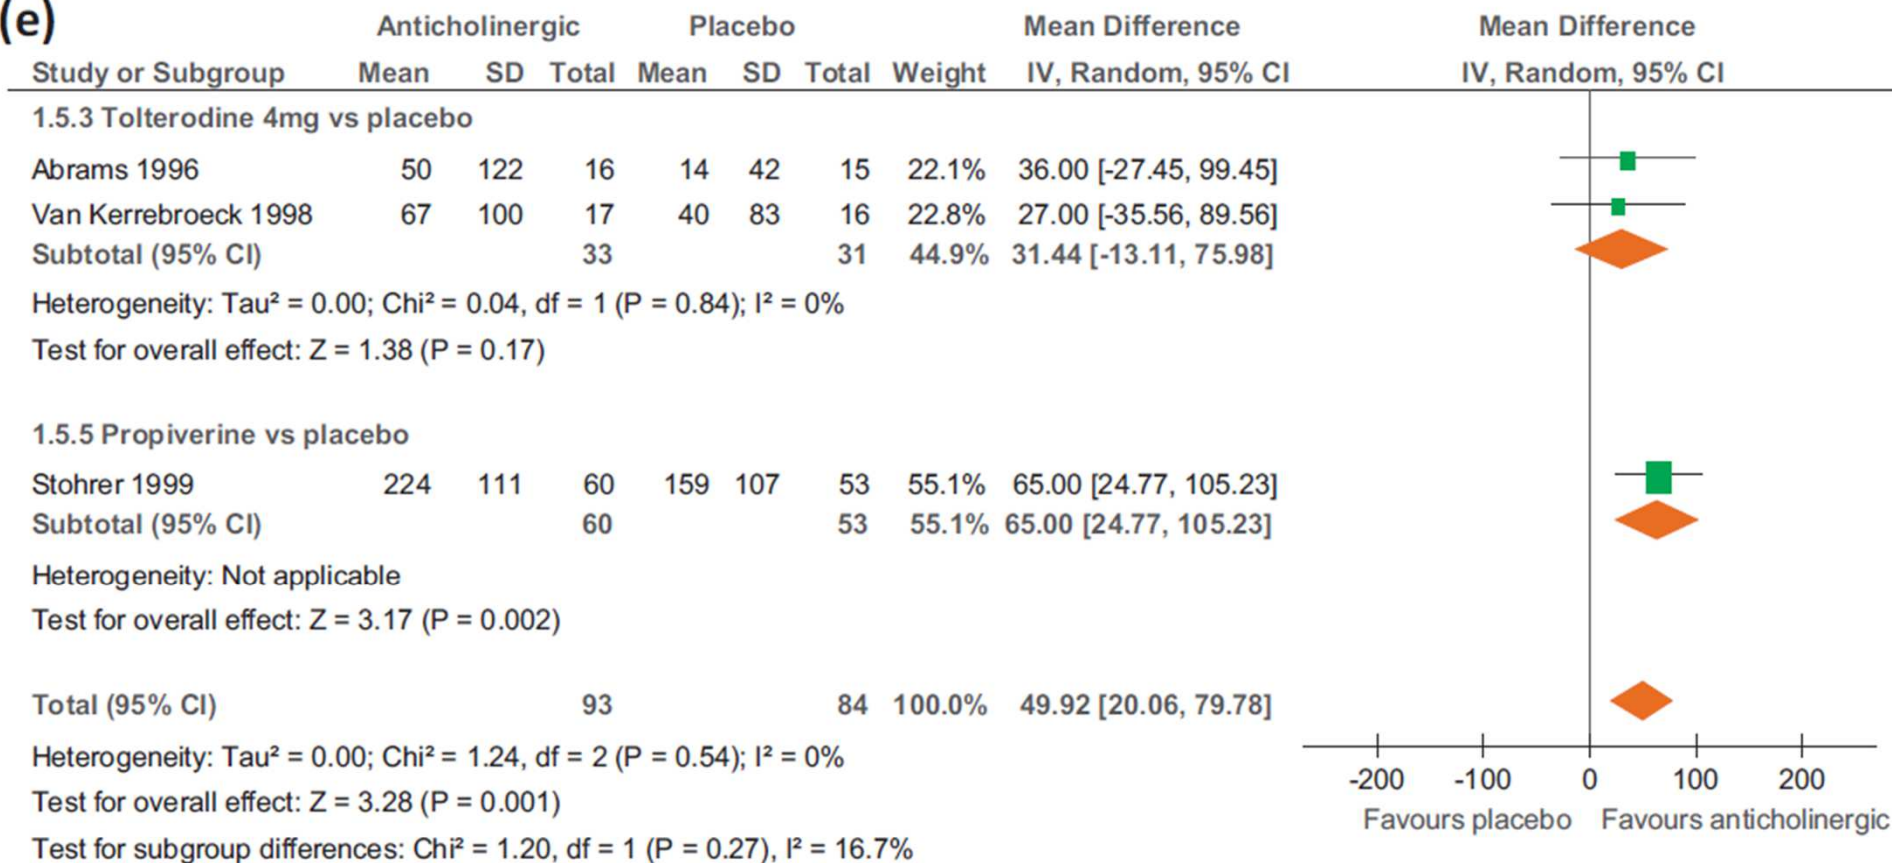 (e)
Anticholinergic Placebo Mean Difference Mean Difference
Study or Subgroup Mean SD Total Mean SD Total Weight IV, Random, 95% CI IV, Random, 95% CI
1.5.3 Tolterodine 4mg vs placebo
Abrams 1996 50 122 16 14 42 15 22.1% 36.00 [-27.45, 99.45]
Van Kerrebroeck 1998 67 100 17 40 83 16 22.8% 27.00 [-35.56, 89.56]
Subtotal (95% CI) 33 31 44.9% 31.44 [-13.11, 75.98]
Heterogeneity: Tau² = 0.00; Chi² = 0.04, df = 1 (P = 0.84); I² = 0%
Test for overall effect: Z = 1.38 (P = 0.17)
1.5.5 Propiverine vs placebo
Stohrer 1999 224 111 60 159 107 53 55.1% 65.00 [24.77, 105.23]
Subtotal (95% CI) 60 53 55.1% 65.00 [24.77, 105.23]
Heterogeneity: Not applicable
Test for overall effect: Z = 3.17 (P = 0.002)
Total (95% CI) 93 84 100.0% 49.92 [20.06, 79.78]
Heterogeneity: Tau² = 0.00; Chi² = 1.24, df = 2 (P = 0.54); I² = 0%
Test for overall effect: Z = 3.28 (P = 0.001)
Test for subgroup differences: Chi² = 1.20, df = 1 (P = 0.27), I² = 16.7%
-200 -100 0 100 200
Favours placebo Favours anticholinergic